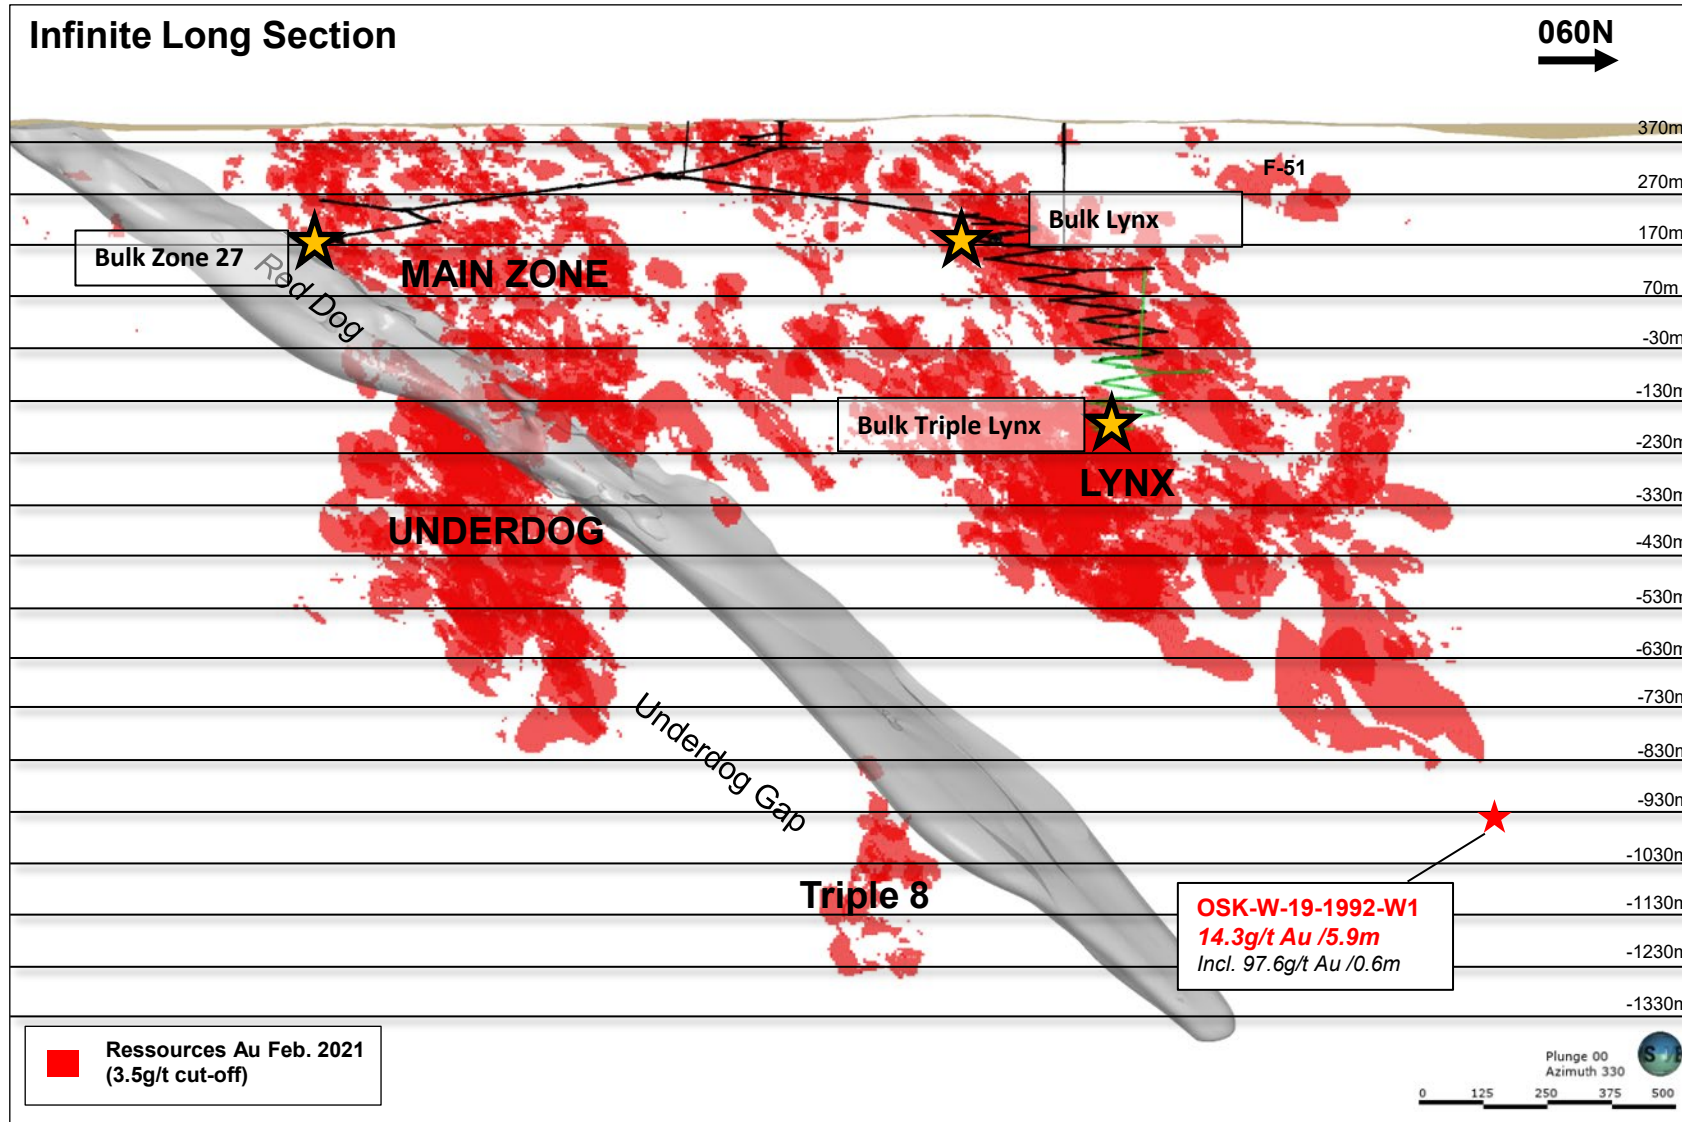 Infinite Long Section
060N
370m
F-51
270m
Bulk Lynx
170m
Bulk Zone 27
Red Dog
MAIN ZONE
70m
-30m
-130m
Bulk Triple Lynx
-230m
LYNX
-330m
UNDERDOG
-430m
-530m
-630m
Underdog Gap
-730m
-830m
-930m
-1030m
Triple 8
-1130m
OSK-W-19-1992-W1
14.3g/t Au /5.9m
Incl. 97.6g/t Au /0.6m
-1230m
-1330m
Ressources Au Feb. 2021
(3.5g/t cut-off)
Plunge 00
Azimuth 330
S
0 125 250 375 500